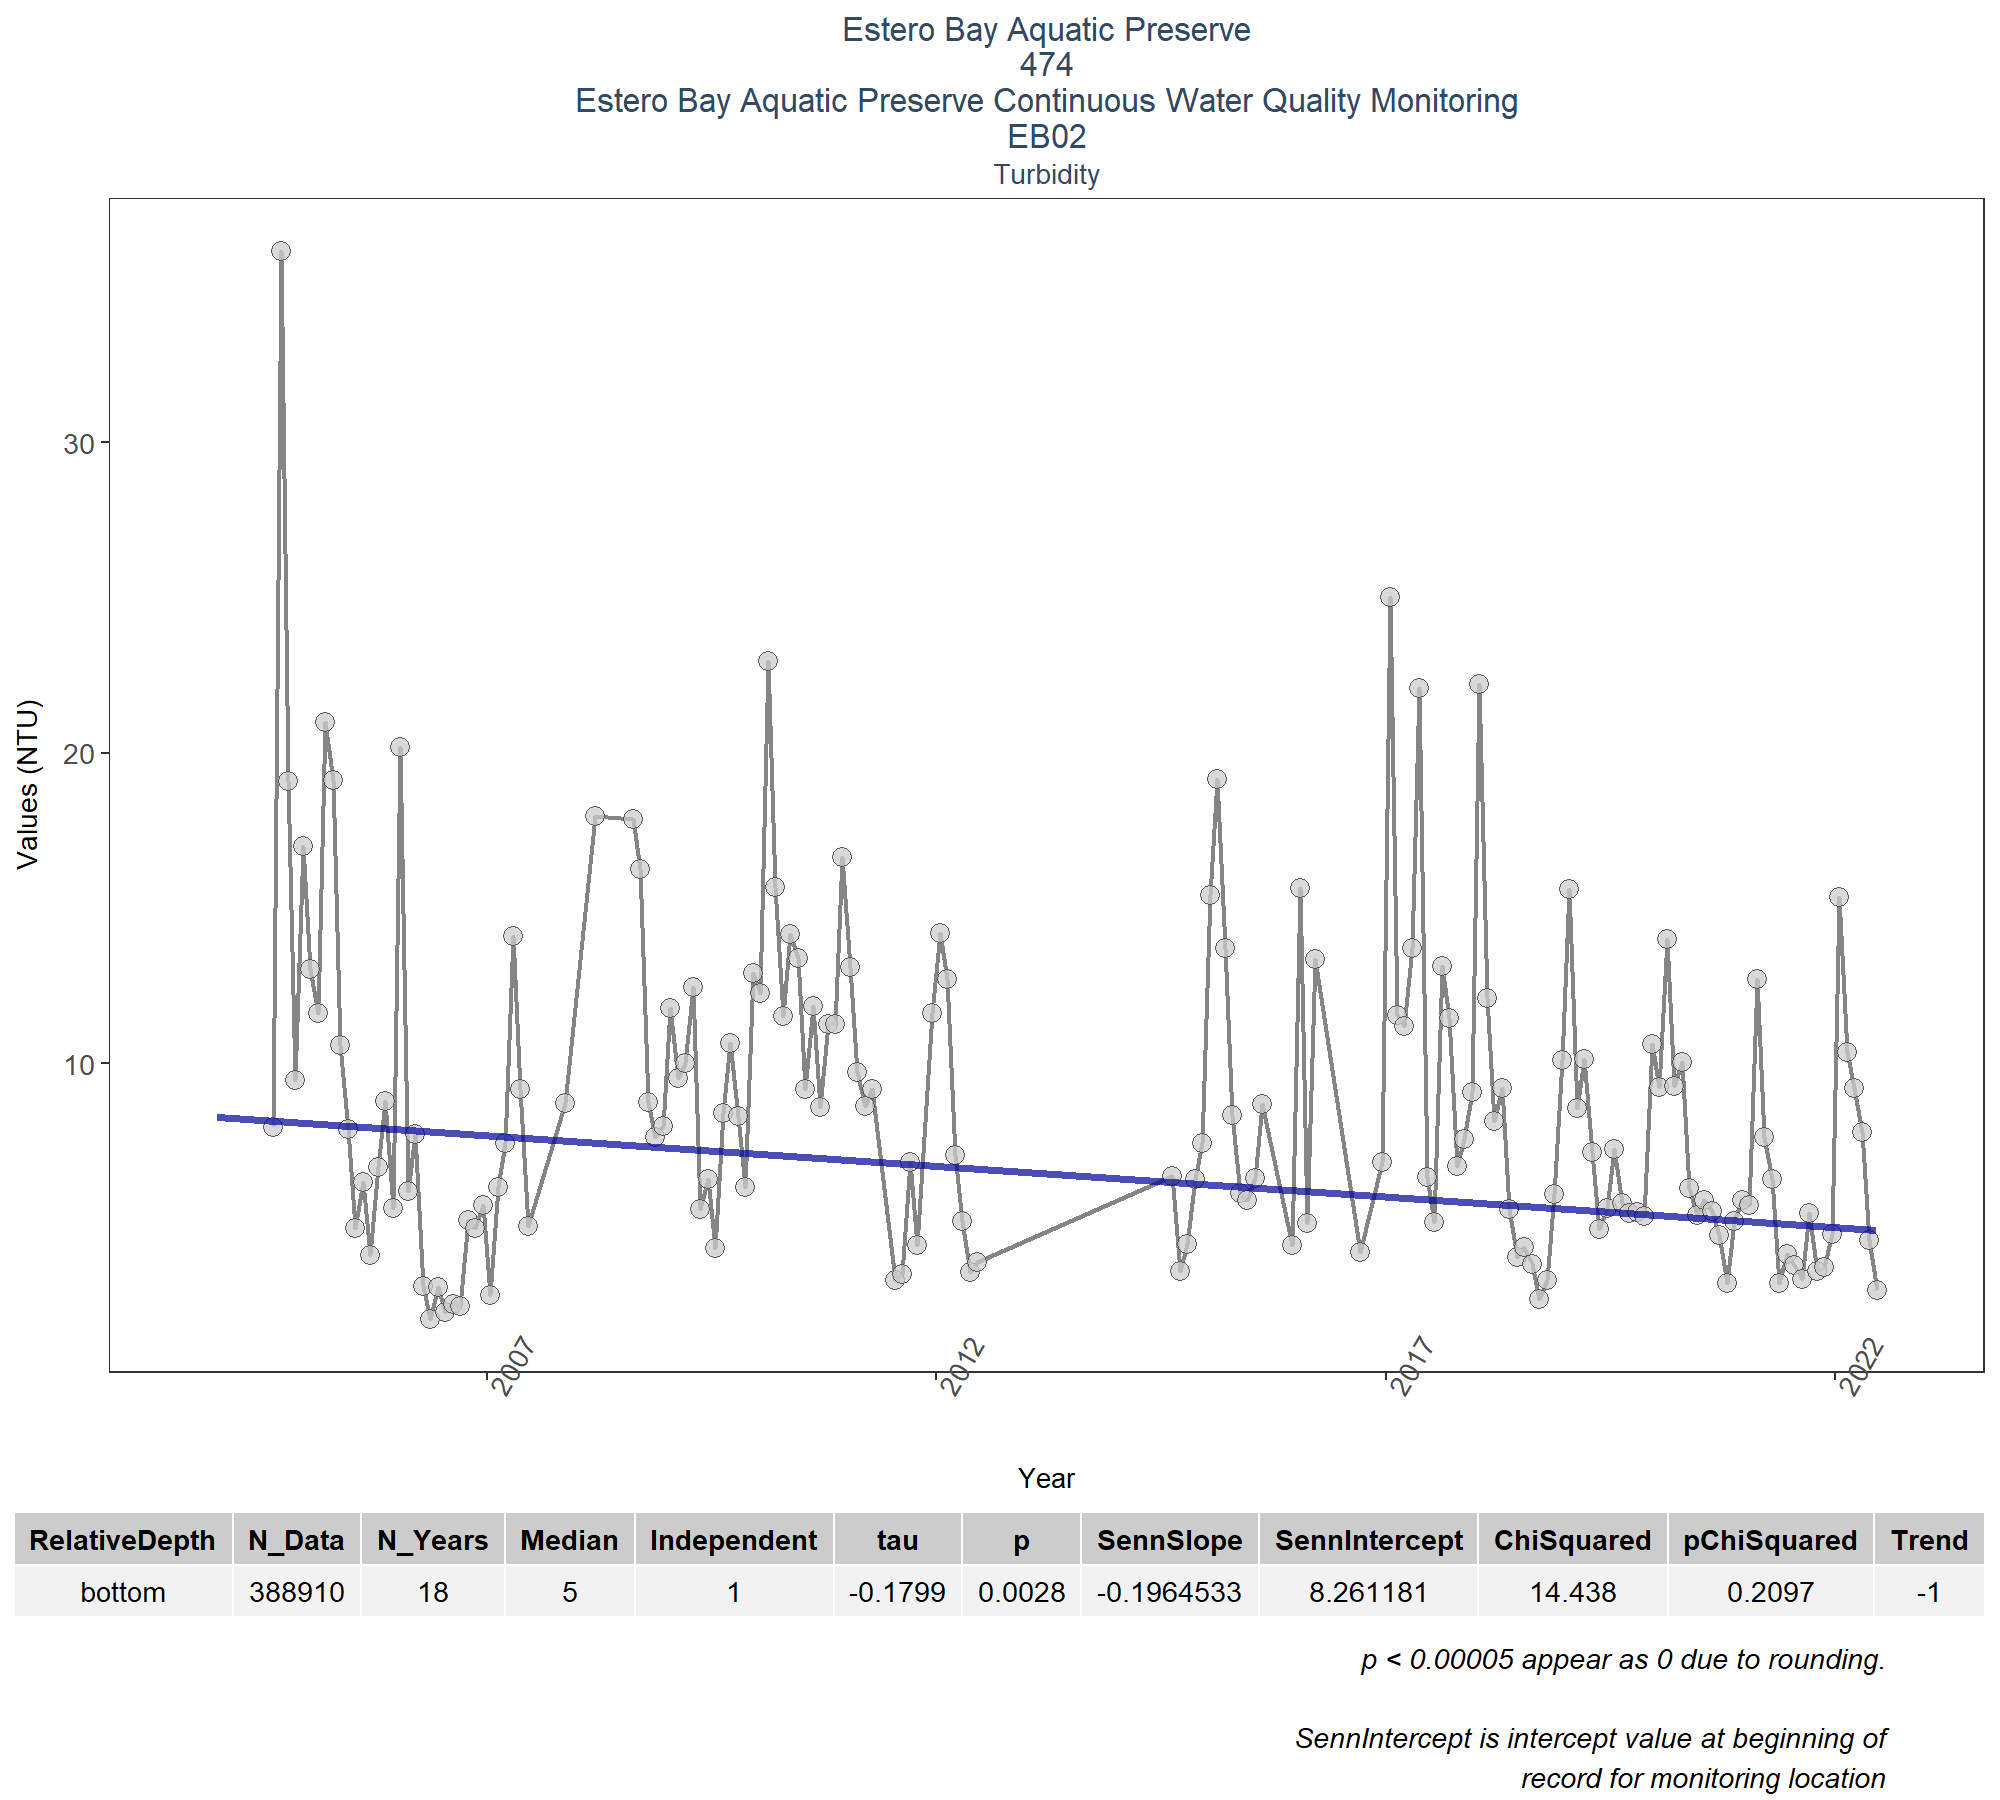 Estero Bay Aquatic Preserve
474
Estero Bay Aquatic Preserve Continuous Water Quality Monitoring
EB02
Turbidity
Values (NTU)
30
20
10
2007 2012 2017 2022
Year
RelativeDepth N_Data N_Years Median Independent tau p SennSlope SennIntercept ChiSquared pChiSquared Trend
bottom 388910 18 5 1 -0.1799 0.0028 -0.1964533 8.261181 14.438 0.2097 -1
p < 0.00005 appear as 0 due to rounding.
SennIntercept is intercept value at beginning of
record for monitoring location